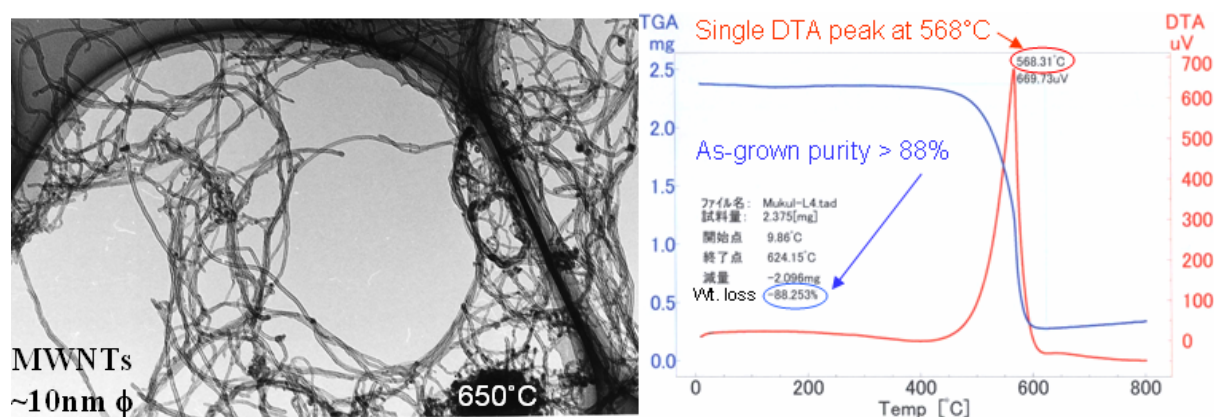 MWNTs
~10nm ϕ
650°C
TGA
mg
2.5
2.0
1.5
1.0
0.5
0.0
Single DTA peak at 568°C
568.31℃
669.73uV
As-grown purity > 88%
ファイル名: Mukul-L4.tad
試料量: 2.375[mg]
開始点 9.86℃
終了点 624.15℃
減量 -2.096mg
Wt. loss -88.253%
DTA
uV
700
600
500
400
300
200
100
0
0 200 400 600 800
Temp [℃]